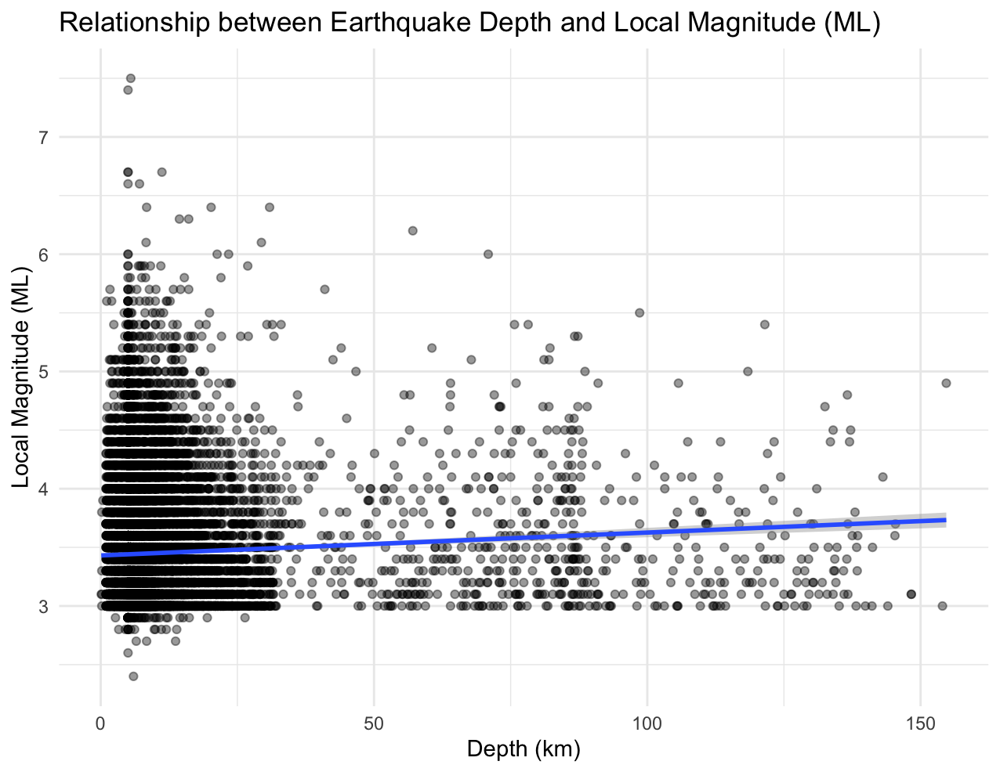 Relationship between Earthquake Depth and Local Magnitude (ML)
Local Magnitude (ML)
7
6
5
4
3
0 50 100 150
Depth (km)